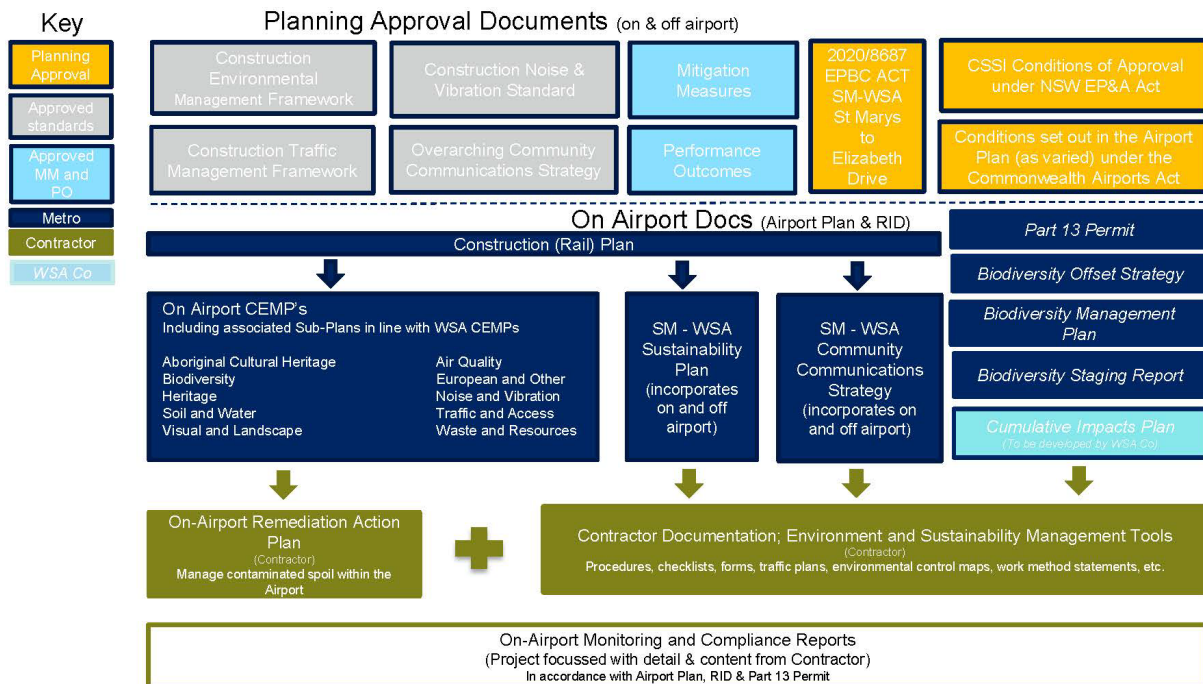 Key
Planning
Approval
Approved
standards
Approved
MM and
PO
Metro
Contractor
WSA Co
Planning Approval Documents (on & off airport)
Construction
Environmental
Management Framework
Construction Noise &
Vibration Standard
Mitigation
Measures
2020/8687
EPBC ACT
SM-WSA
St Marys
to
Elizabeth
Drive
CSSI Conditions of Approval
under NSW EP&A Act
Construction Traffic
Management Framework
Overarching Community
Communications Strategy
Performance
Outcomes
Conditions set out in the Airport
Plan (as varied) under the
Commonwealth Airports Act
On Airport Docs (Airport Plan & RID)
Construction (Rail) Plan
On Airport CEMP's
Including associated Sub-Plans in line with WSA CEMPs
Aboriginal Cultural Heritage
Biodiversity
Heritage
Soil and Water
Visual and Landscape
Air Quality
European and Other
Noise and Vibration
Traffic and Access
Waste and Resources
SM - WSA
Sustainability
Plan
(incorporates
on and off
airport)
SM - WSA
Community
Communications
Strategy
(incorporates on
and off airport)
Part 13 Permit
Biodiversity Offset Strategy
Biodiversity Management
Plan
Biodiversity Staging Report
Cumulative Impacts Plan
(To be developed by WSA Co)
On-Airport Remediation Action
Plan
(Contractor)
Manage contaminated spoil within the
Airport
Contractor Documentation; Environment and Sustainability Management Tools
(Contractor)
Procedures, checklists, forms, traffic plans, environmental control maps, work method statements, etc.
On-Airport Monitoring and Compliance Reports
(Project focussed with detail & content from Contractor)
In accordance with Airport Plan, RID & Part 13 Permit